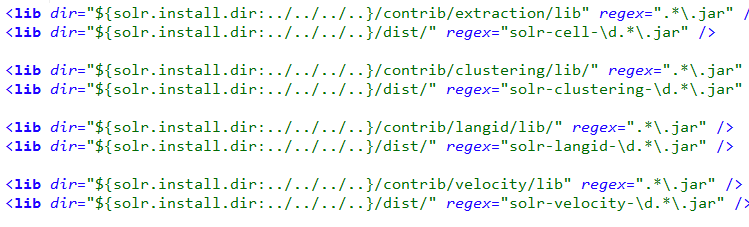 <lib dir="${solr.install.dir:../../../..}/contrib/extraction/lib" regex=".*\.jar" /
<lib dir="${solr.install.dir:../../../..}/dist/" regex="solr-cell-\d.*\.jar" />
<lib dir="${solr.install.dir:../../../..}/contrib/clustering/lib/" regex=".*\.jar"
<lib dir="${solr.install.dir:../../../..}/dist/" regex="solr-clustering-\d.*\.jar"
<lib dir="${solr.install.dir:../../../..}/contrib/langid/lib/" regex=".*\.jar" />
<lib dir="${solr.install.dir:../../../..}/dist/" regex="solr-langid-\d.*\.jar" />
<lib dir="${solr.install.dir:../../../..}/contrib/velocity/lib" regex=".*\.jar" />
<lib dir="${solr.install.dir:../../../..}/dist/" regex="solr-velocity-\d.*\.jar" />